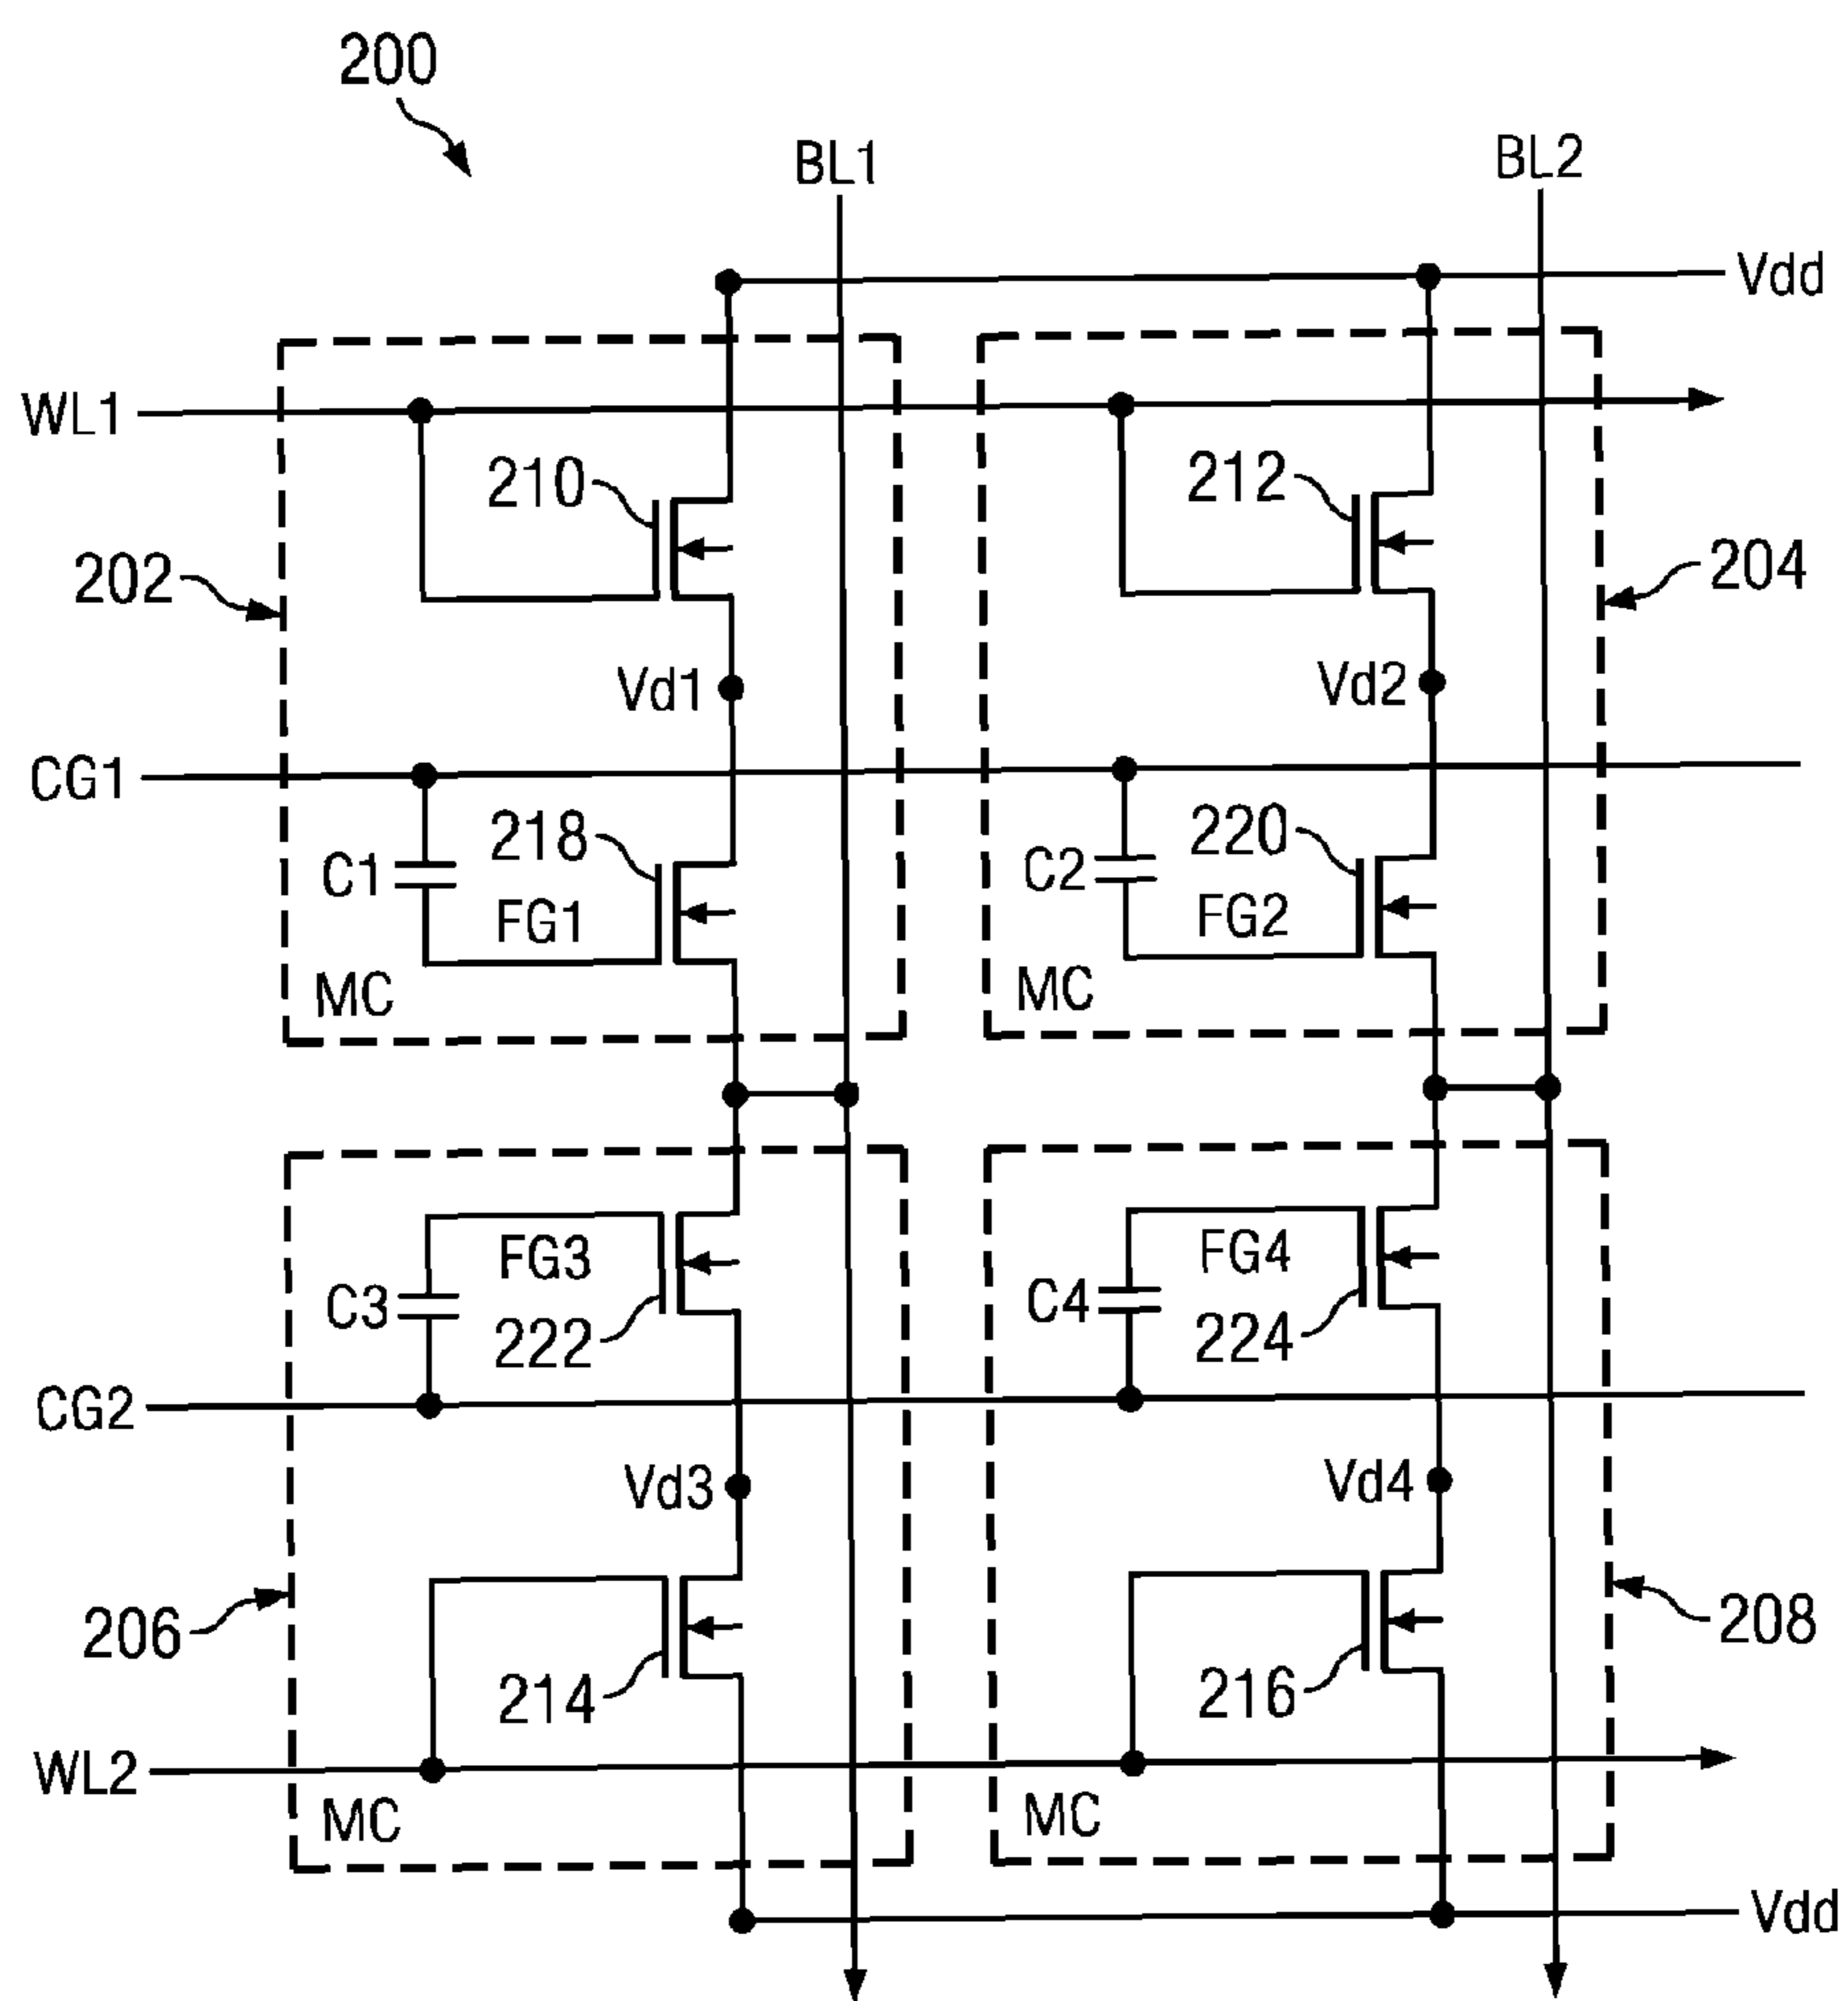 200
BL1
BL2
Vdd
WL1
210
212
202
204
Vd1
Vd2
CG1
218
220
C1
C2
FG1
FG2
MC
MC
FG3
FG4
C3
C4
222
224
CG2
Vd3
Vd4
206
208
214
216
WL2
MC
MC
Vdd